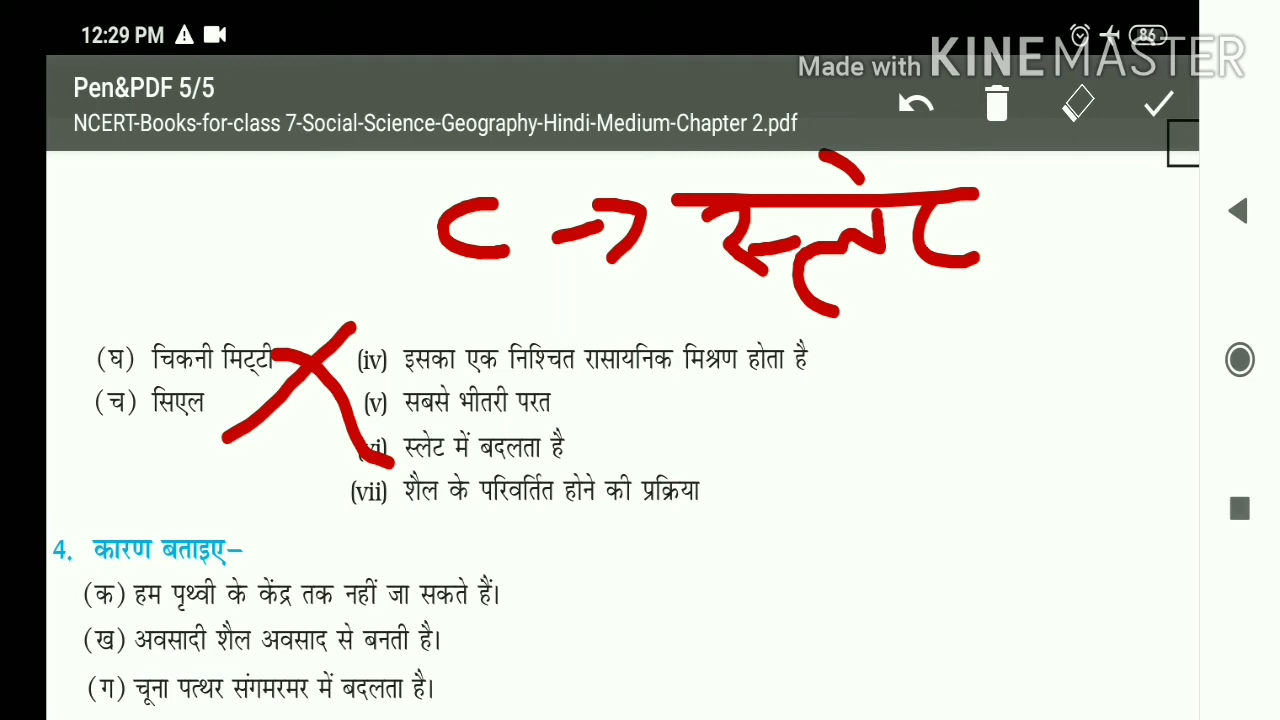 12:29 PM
86
Made with KINEMASTER
Pen&PDF 5/5
NCERT-Books-for-class 7-Social-Science-Geography-Hindi-Medium-Chapter 2.pdf
C → स्लेट
(घ) चिकनी मिट्टी (iv) इसका एक निश्चित रासायनिक मिश्रण होता है
(च) सिएल (v) सबसे भीतरी परत
(vi) स्लेट में बदलता है
(vii) शैल के परिवर्तित होने की प्रक्रिया
4. कारण बताइए–
(क) हम पृथ्वी के केंद्र तक नहीं जा सकते हैं।
(ख) अवसादी शैल अवसाद से बनती है।
(ग) चूना पत्थर संगमरमर में बदलता है।